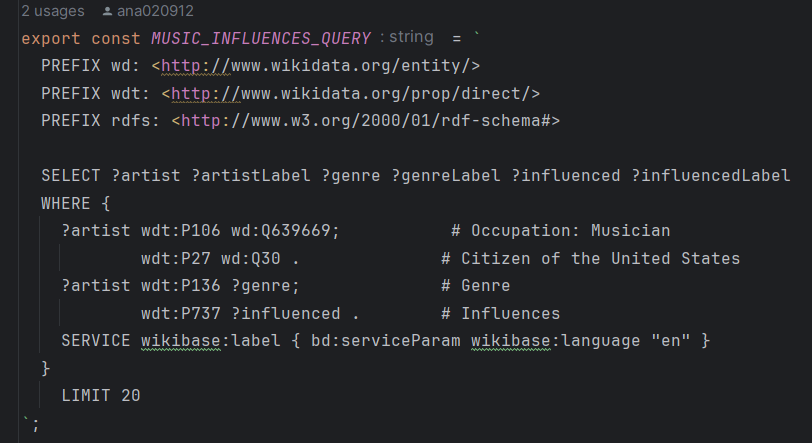 2 usages ana020912
export const MUSIC_INFLUENCES_QUERY : string = `
PREFIX wd: <http://www.wikidata.org/entity/>
PREFIX wdt: <http://www.wikidata.org/prop/direct/>
PREFIX rdfs: <http://www.w3.org/2000/01/rdf-schema#>
SELECT ?artist ?artistLabel ?genre ?genreLabel ?influenced ?influencedLabel
WHERE {
?artist wdt:P106 wd:Q639669; # Occupation: Musician
wdt:P27 wd:Q30 . # Citizen of the United States
?artist wdt:P136 ?genre; # Genre
wdt:P737 ?influenced . # Influences
SERVICE wikibase:label { bd:serviceParam wikibase:language "en" }
}
LIMIT 20
`;